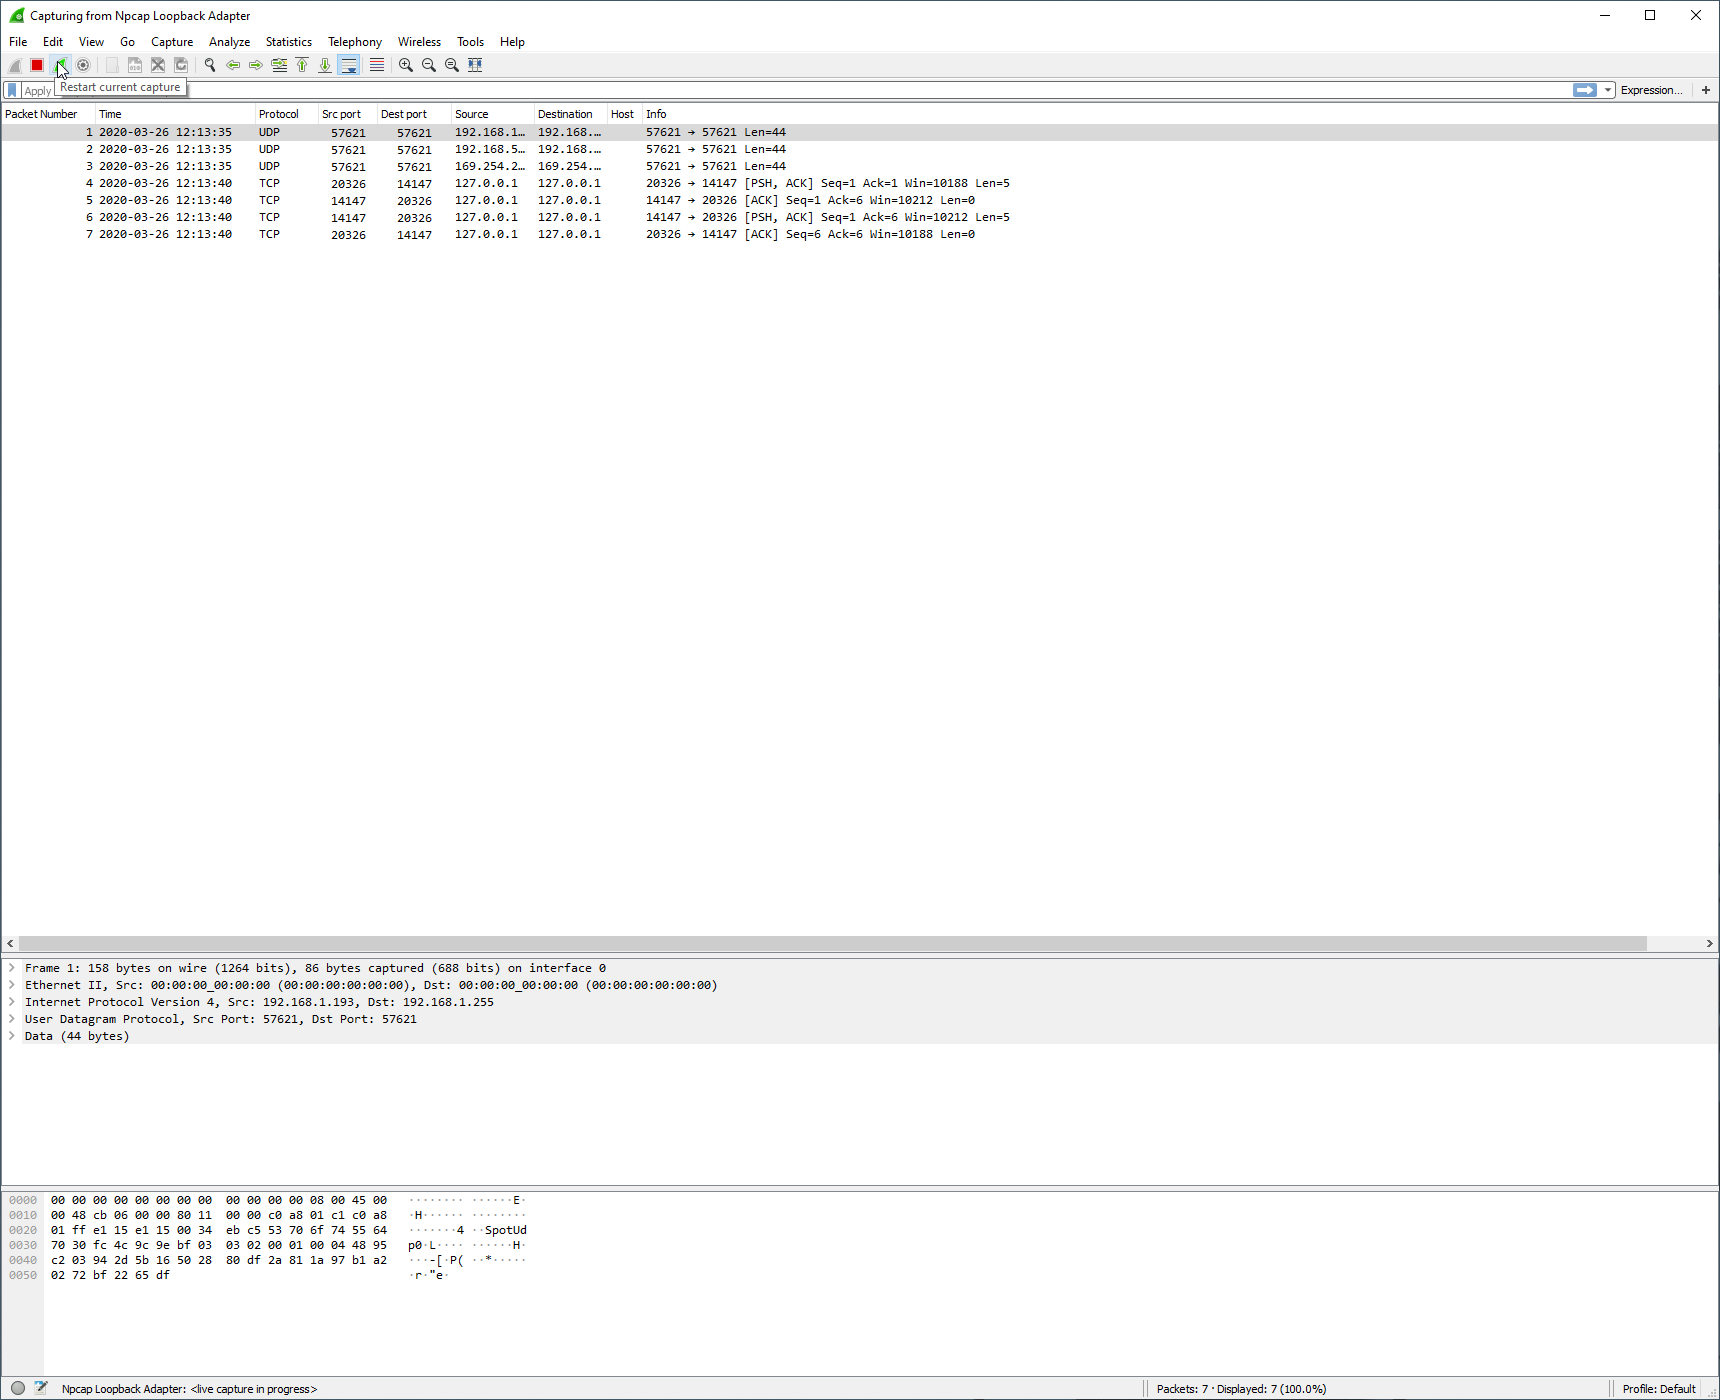 Capturing from Npcap Loopback Adapter
File Edit View Go Capture Analyze Statistics Telephony Wireless Tools Help
Apply
Expression... +
Restart current capture
Packet Number Time Protocol Src port Dest port Source Destination Host Info
1 2020-03-26 12:13:35 UDP 57621 57621 192.168.1… 192.168.… 57621 → 57621 Len=44
2 2020-03-26 12:13:35 UDP 57621 57621 192.168.5… 192.168.… 57621 → 57621 Len=44
3 2020-03-26 12:13:35 UDP 57621 57621 169.254.2… 169.254.… 57621 → 57621 Len=44
4 2020-03-26 12:13:40 TCP 20326 14147 127.0.0.1 127.0.0.1 20326 → 14147 [PSH, ACK] Seq=1 Ack=1 Win=10188 Len=5
5 2020-03-26 12:13:40 TCP 14147 20326 127.0.0.1 127.0.0.1 14147 → 20326 [ACK] Seq=1 Ack=6 Win=10212 Len=0
6 2020-03-26 12:13:40 TCP 14147 20326 127.0.0.1 127.0.0.1 14147 → 20326 [PSH, ACK] Seq=1 Ack=6 Win=10212 Len=5
7 2020-03-26 12:13:40 TCP 20326 14147 127.0.0.1 127.0.0.1 20326 → 14147 [ACK] Seq=6 Ack=6 Win=10188 Len=0
Frame 1: 158 bytes on wire (1264 bits), 86 bytes captured (688 bits) on interface 0
Ethernet II, Src: 00:00:00_00:00:00 (00:00:00:00:00:00), Dst: 00:00:00_00:00:00 (00:00:00:00:00:00)
Internet Protocol Version 4, Src: 192.168.1.193, Dst: 192.168.1.255
User Datagram Protocol, Src Port: 57621, Dst Port: 57621
Data (44 bytes)
0000 00 00 00 00 00 00 00 00 00 00 00 00 08 00 45 00 ········ ······E·
0010 00 48 cb 06 00 00 80 11 00 00 c0 a8 01 c1 c0 a8 ·H······ ········
0020 01 ff e1 15 e1 15 00 34 eb c5 53 70 6f 74 55 64 ·······4 ··SpotUd
0030 70 30 fc 4c 9c 9e bf 03 03 02 00 01 00 04 48 95 p0·L···· ······H·
0040 c2 03 94 2d 5b 16 50 28 80 df 2a 81 1a 97 b1 a2 ···-[·P( ··*·····
0050 02 72 bf 22 65 df ·r·"e·
Npcap Loopback Adapter: <live capture in progress>
Packets: 7 · Displayed: 7 (100.0%)
Profile: Default